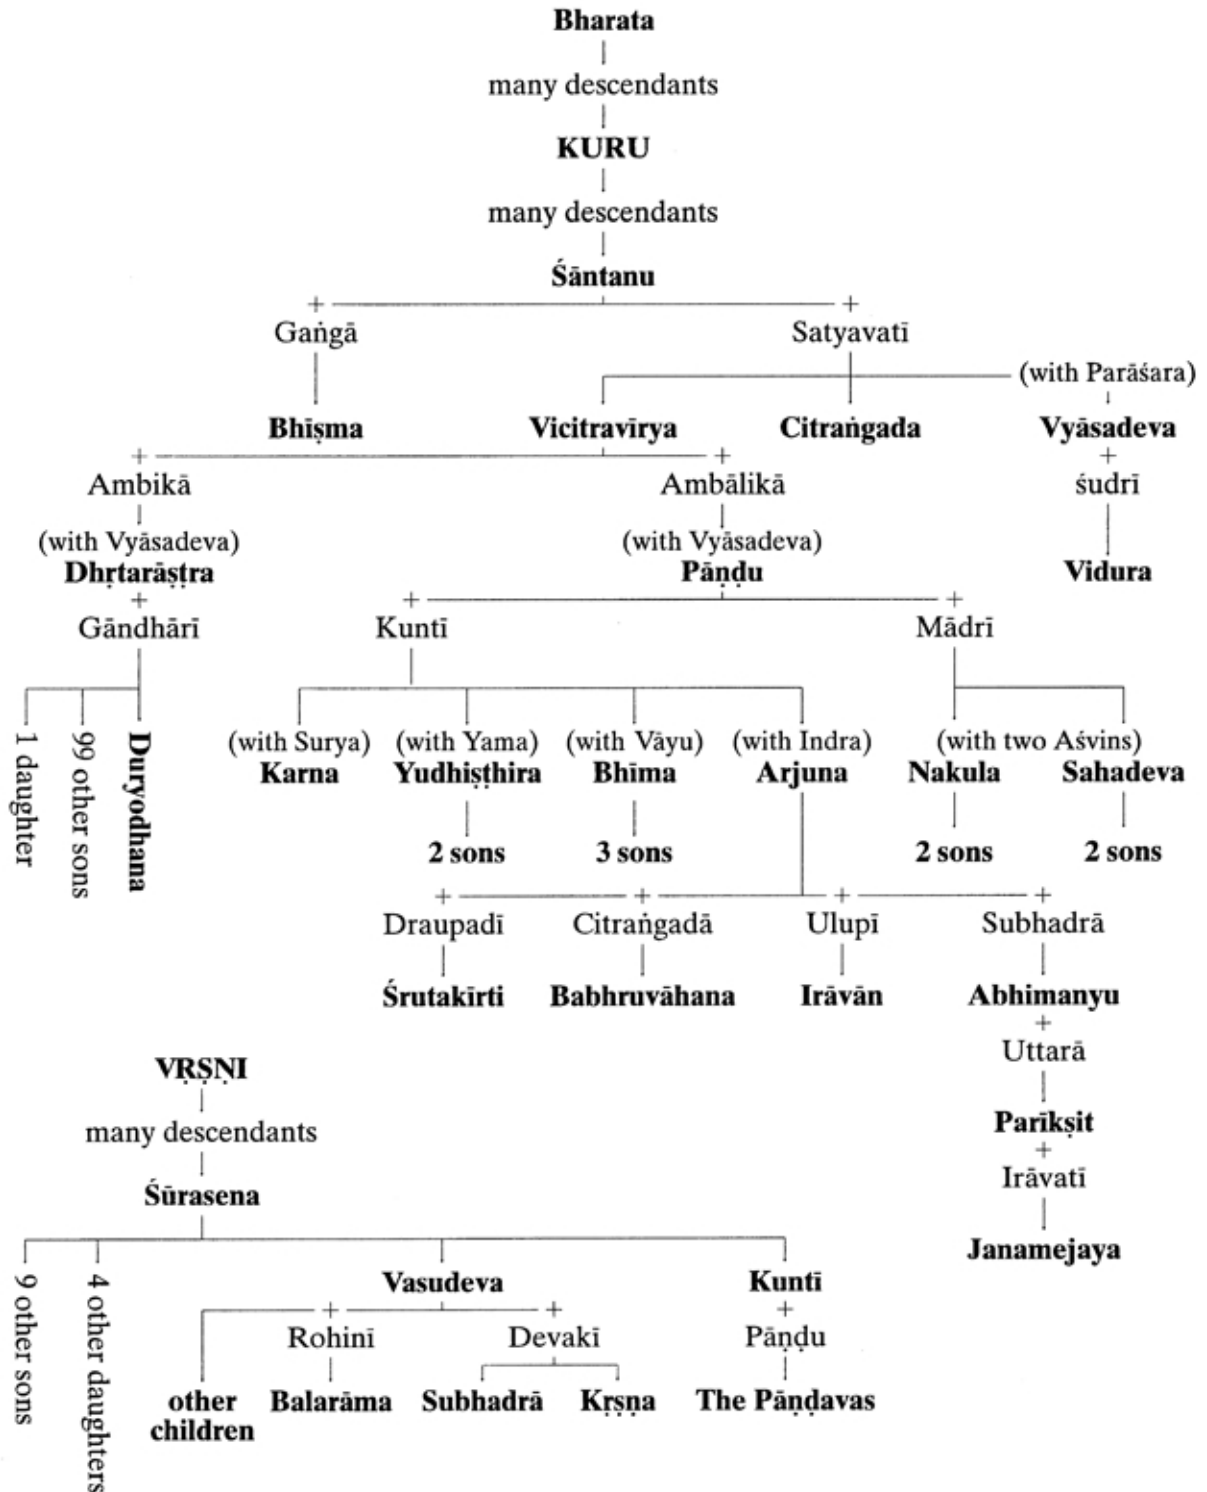 Bharata
many descendants
KURU
many descendants
Śāntanu
+ +
Gaṅgā Satyavatī
(with Parāśara)
Bhīṣma Vicitravīrya Citraṅgada Vyāsadeva
+ + +
Ambikā Ambālikā śudrī
(with Vyāsadeva) (with Vyāsadeva)
Dhṛtarāṣṭra Pāṇḍu Vidura
+ + +
Gāndhārī Kuntī Mādrī
1 daughter
99 other sons
Duryodhana
(with Surya) (with Yama) (with Vāyu) (with Indra) (with two Aśvins)
Karna Yudhiṣṭhira Bhīma Arjuna Nakula Sahadeva
2 sons 3 sons 2 sons 2 sons
+ + + +
Draupadī Citraṅgadā Ulupī Subhadrā
Śrutakīrti Babhruvāhana Irāvān Abhimanyu
+
Uttarā
Parīkṣit
+
Irāvatī
Janamejaya
VṚṢṆI
many descendants
Śūrasena
9 other sons
4 other daughters
Vasudeva Kuntī
+ + +
Rohinī Devakī Pāṇḍu
other Balarāma Subhadrā Kṛṣṇa The Pāṇḍavas
children